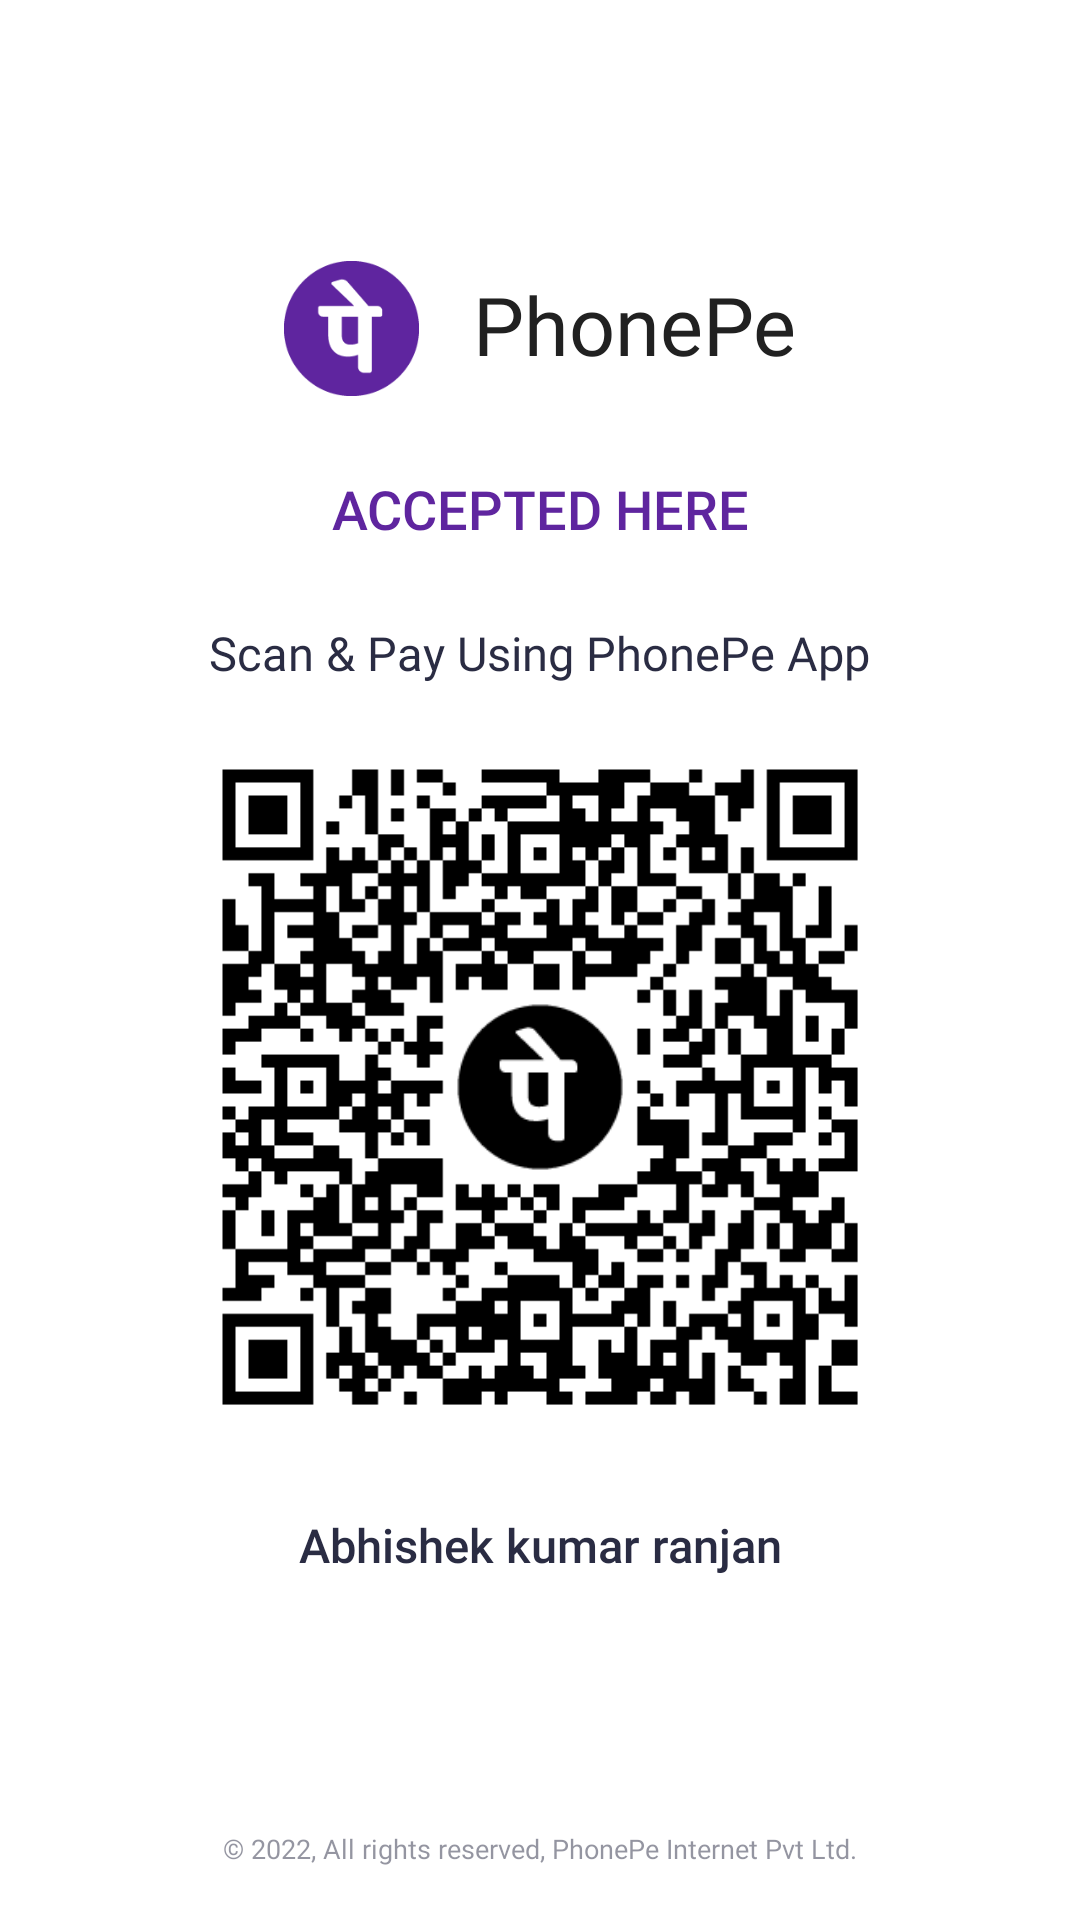 पे PhonePe
ACCEPTED HERE
Scan & Pay Using PhonePe App
पे
Abhishek kumar ranjan
© 2022, All rights reserved, PhonePe Internet Pvt Ltd.